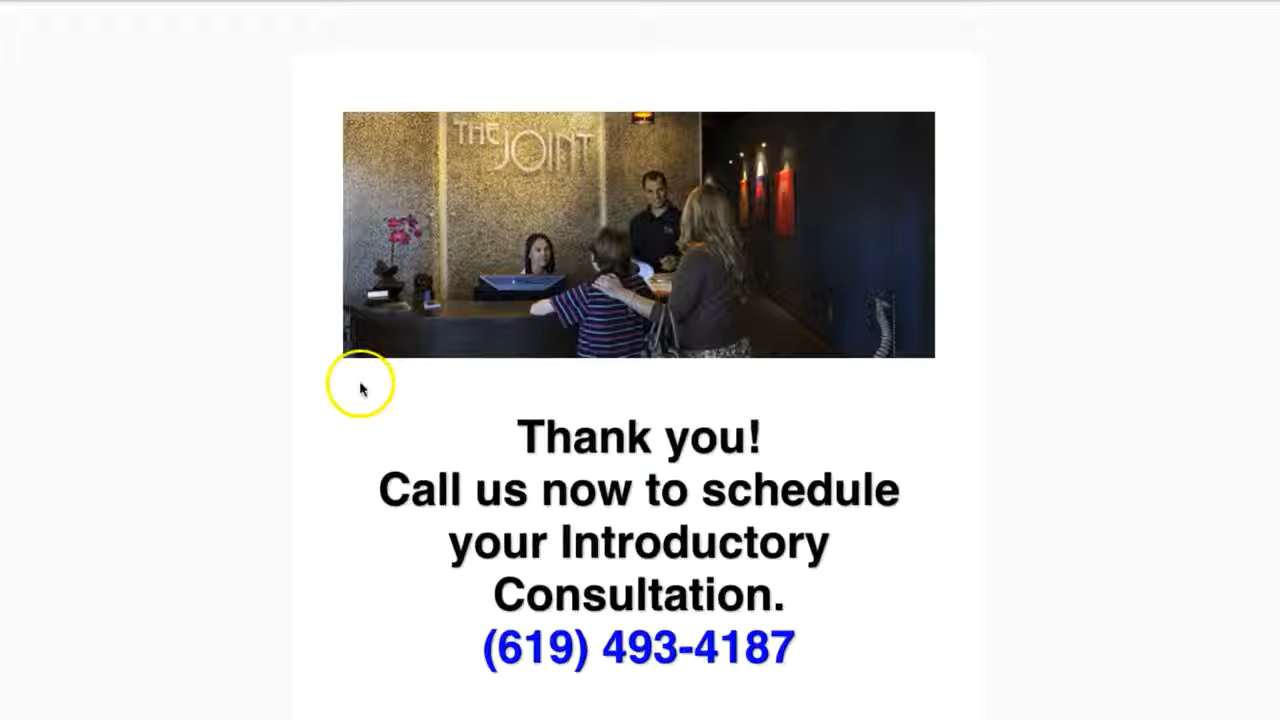 THE
JOINT
Thank you!
Call us now to schedule
your Introductory
Consultation.
(619) 493-4187